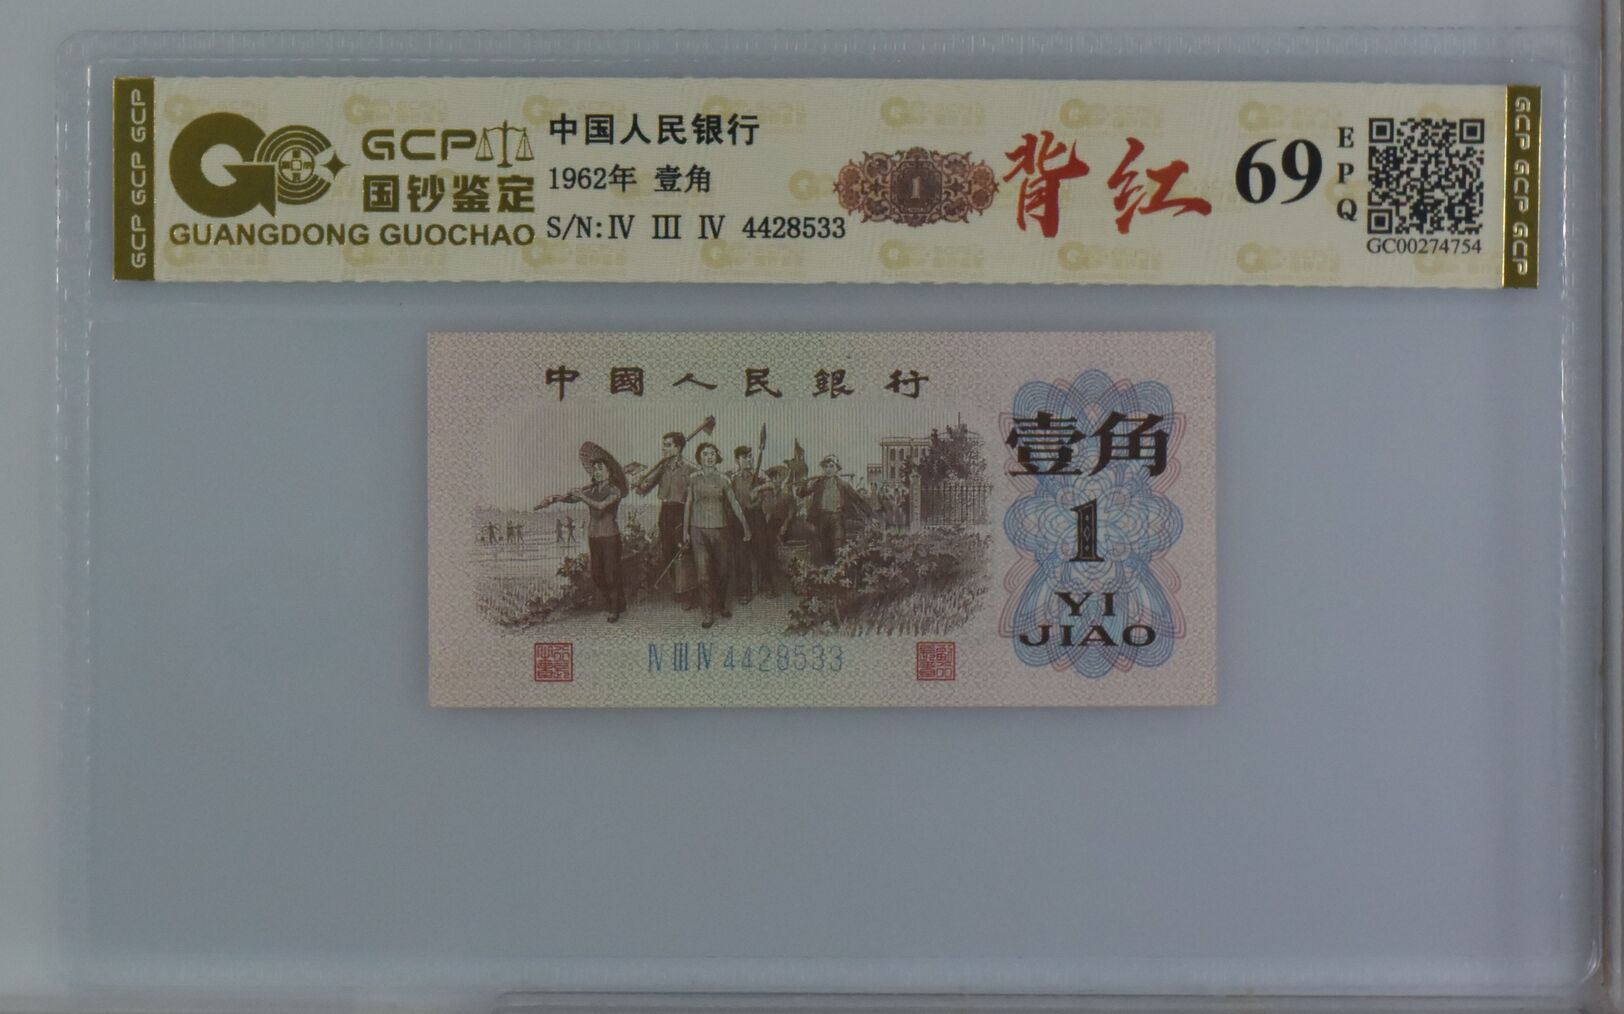 GCP GCP GCP
GCP
国钞鉴定
GUANGDONG GUOCHAO
中国人民银行
1962年 壹角
S/N:Ⅳ Ⅲ Ⅳ 4428533
1
背红
69
EPQ
GC00274754
GCP GCP GCP
中國人民銀行
壹角
1
YI
JIAO
Ⅳ Ⅲ Ⅳ 4428533